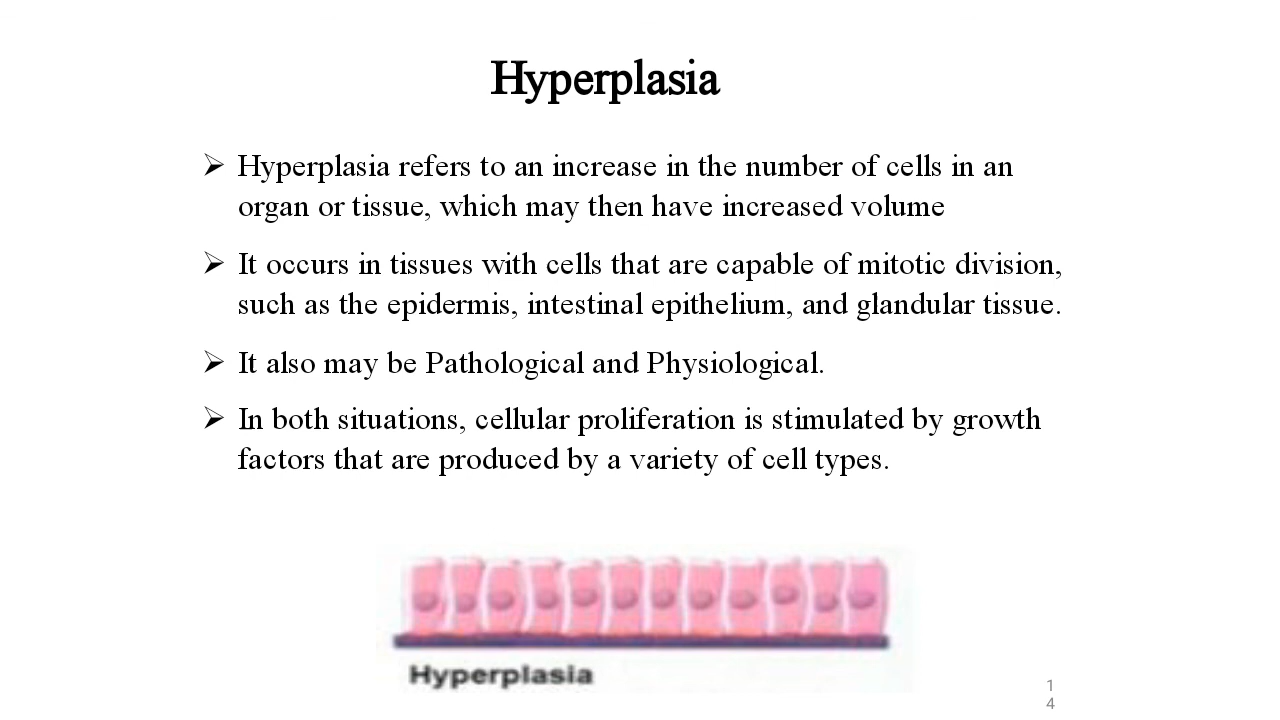 Hyperplasia
➢ Hyperplasia refers to an increase in the number of cells in an
organ or tissue, which may then have increased volume
➢ It occurs in tissues with cells that are capable of mitotic division,
such as the epidermis, intestinal epithelium, and glandular tissue.
➢ It also may be Pathological and Physiological.
➢ In both situations, cellular proliferation is stimulated by growth
factors that are produced by a variety of cell types.
Hyperplasia
1
4